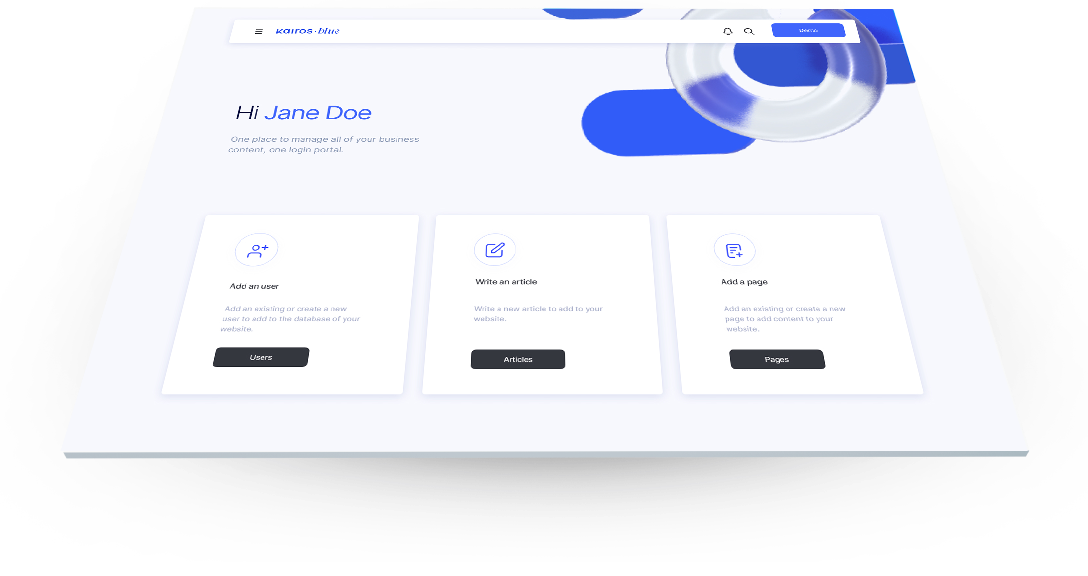 kairos·blue
Demo
Hi Jane Doe
One place to manage all of your business
content, one login portal.
Add an user
Add an existing or create a new
user to add to the database of your
website.
Users
Write an article
Write a new article to add to your
website.
Articles
Add a page
Add an existing or create a new
page to add content to your
website.
Pages